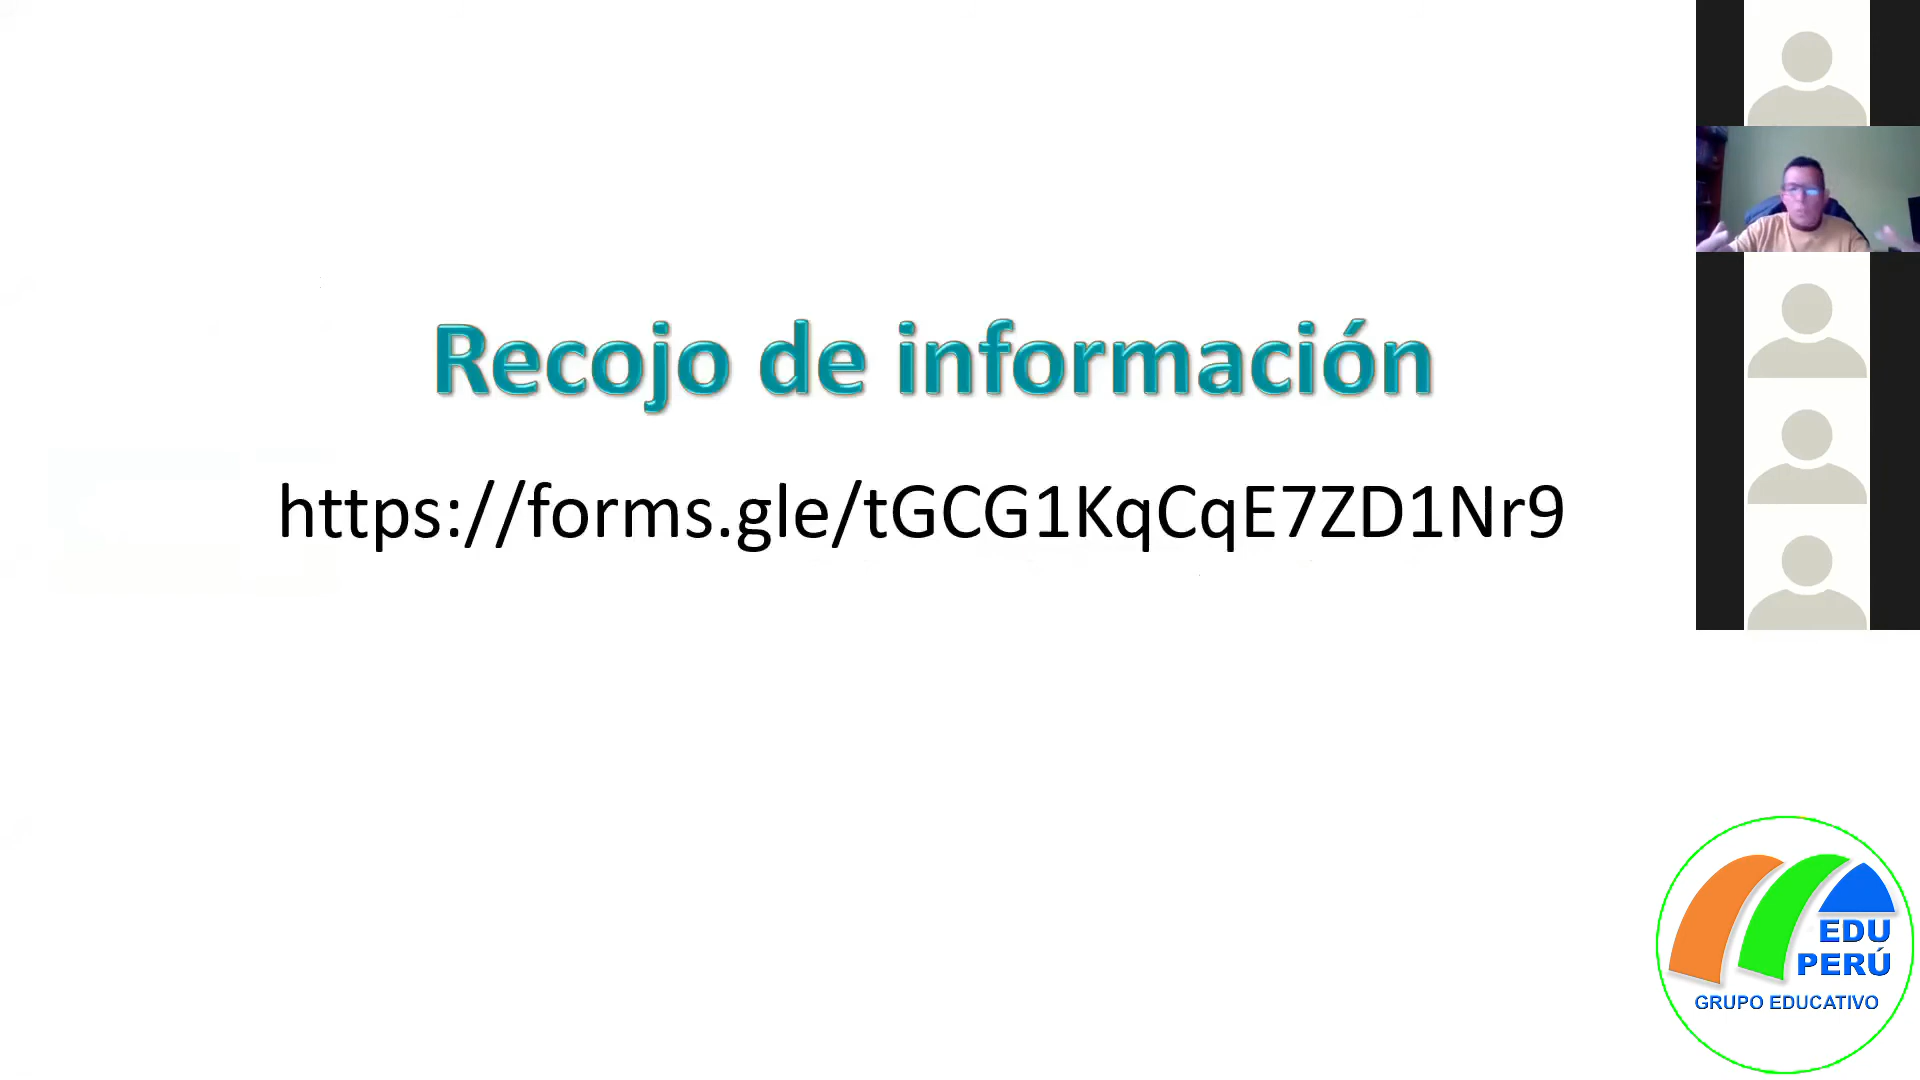 Recojo de información
https://forms.gle/tGCG1KqCqE7ZD1Nr9
EDU
PERÚ
GRUPO EDUCATIVO